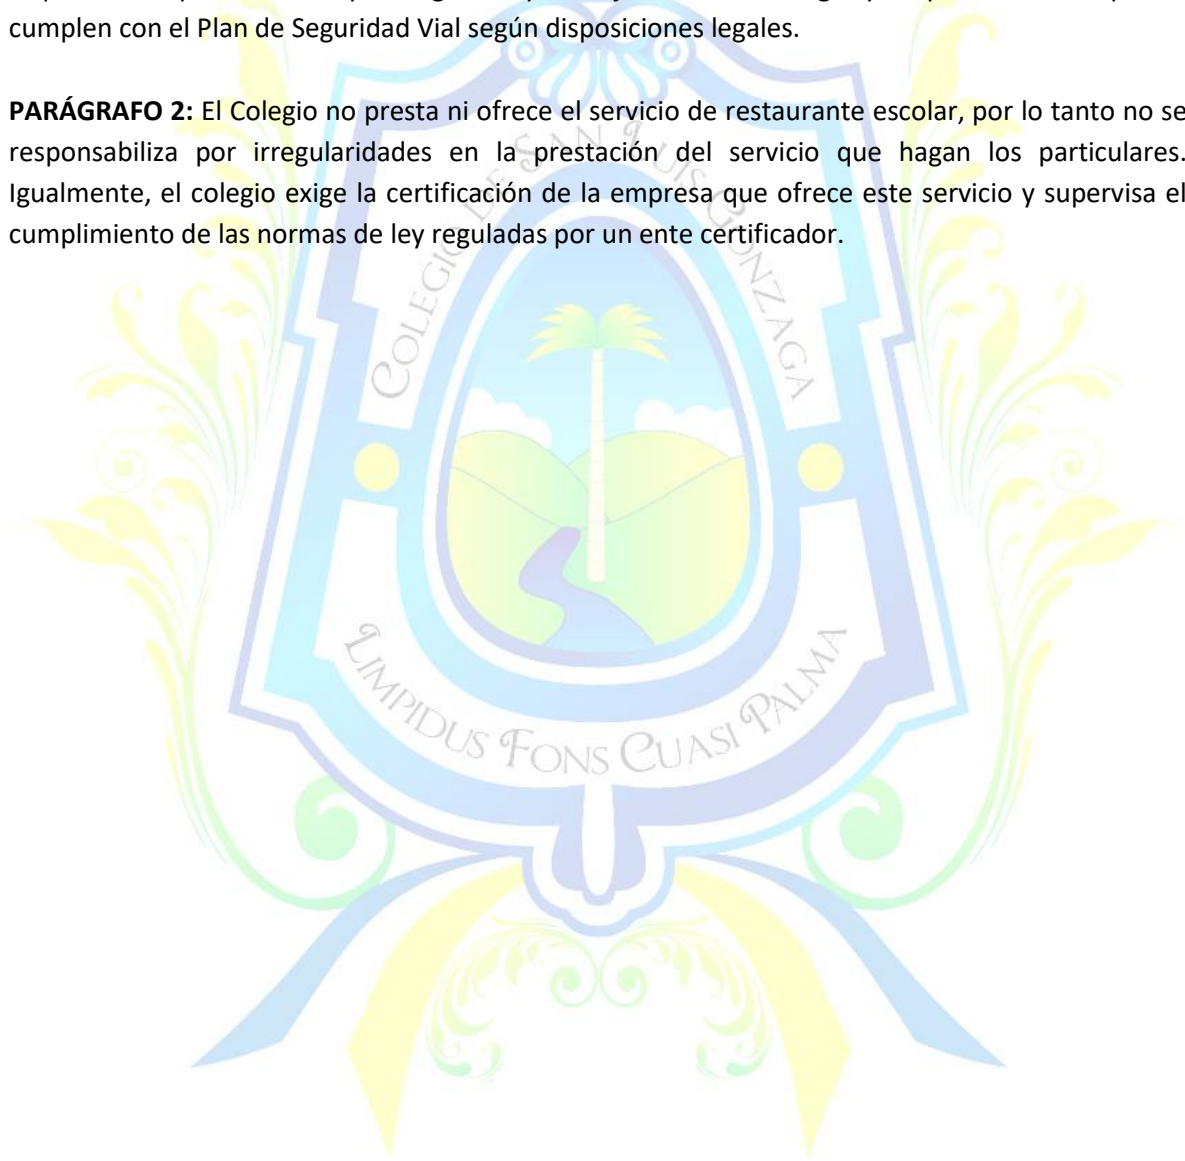 cumplen con el Plan de Seguridad Vial según disposiciones legales.
PARÁGRAFO 2: El Colegio no presta ni ofrece el servicio de restaurante escolar, por lo tanto no se
responsabiliza por irregularidades en la prestación del servicio que hagan los particulares.
Igualmente, el colegio exige la certificación de la empresa que ofrece este servicio y supervisa el
cumplimiento de las normas de ley reguladas por un ente certificador.
COLEGIO DE SAN LUIS GONZAGA
LIMPIDUS FONS CUASI PALMA